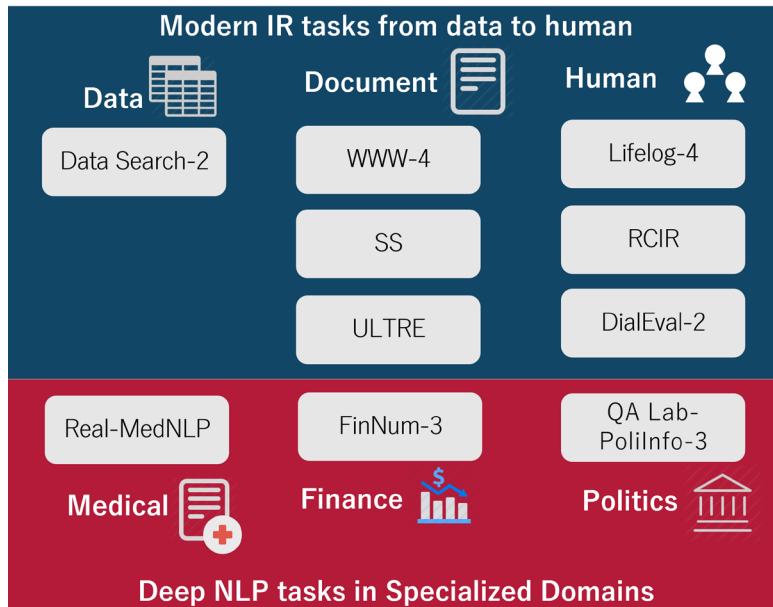 Modern IR tasks from data to human
Data
Document
Human
Data Search-2
WWW-4
Lifelog-4
SS
RCIR
ULTRE
DialEval-2
Real-MedNLP
FinNum-3
QA Lab-
PoliInfo-3
Medical
Finance
$
Politics
Deep NLP tasks in Specialized Domains